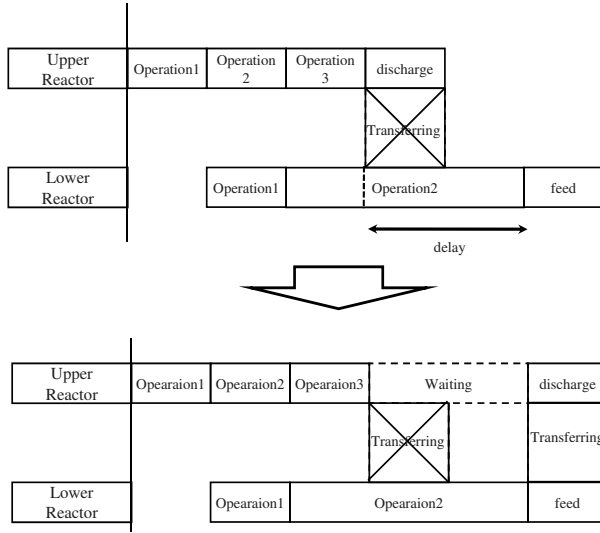 Upper
Reactor
Operation1
Operation
2
Operation
3
discharge
Transferring
Lower
Reactor
Operation1
Operation2
feed
delay
Upper
Reactor
Opearaion1
Opearaion2
Opearaion3
Waiting
discharge
Transferring
Transferring
Lower
Reactor
Opearaion1
Opearaion2
feed